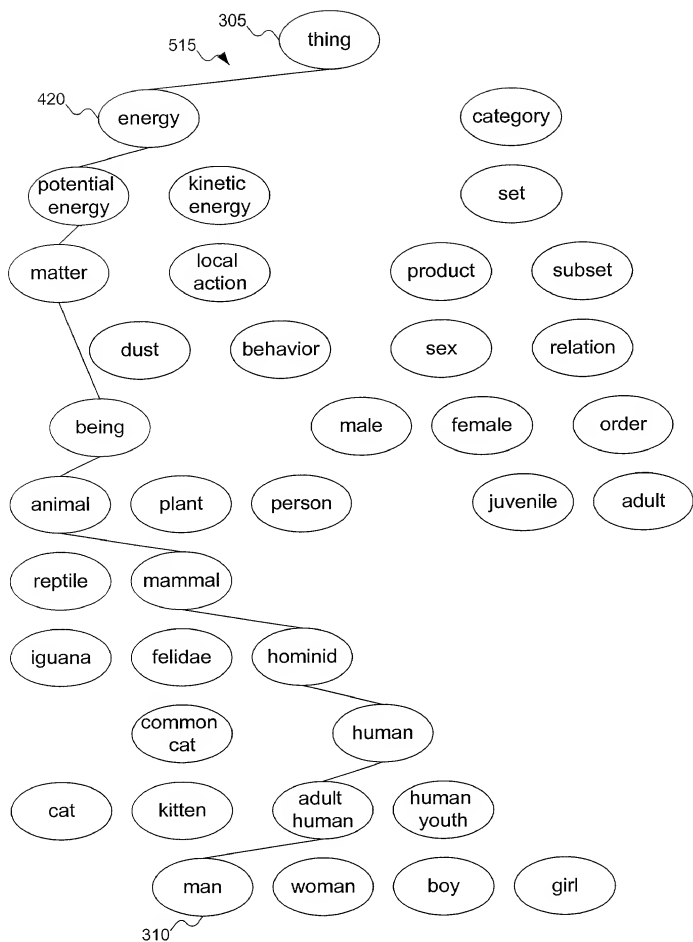 305
thing
515
420
energy
category
potential
energy
kinetic
energy
set
matter
local
action
product
subset
dust
behavior
sex
relation
being
male
female
order
animal
plant
person
juvenile
adult
reptile
mammal
iguana
felidae
hominid
common
cat
human
cat
kitten
adult
human
human
youth
man
woman
boy
girl
310